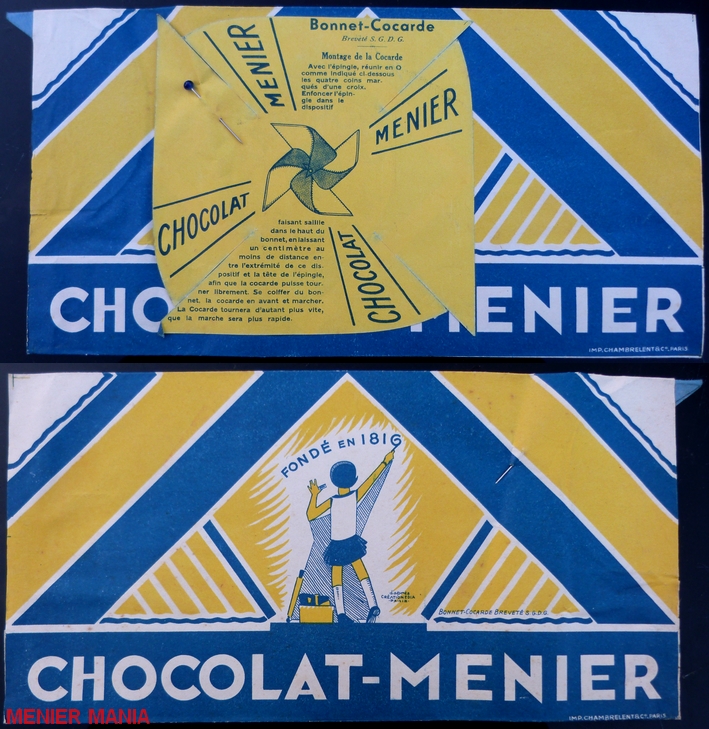 Bonnet-Cocarde
Breveté S. G. D. G.
Montage de la Cocarde
Avec l'épingle, réunir en O
comme indiqué ci-dessous
les quatre coins mar-
qués d'une croix.
Enfoncer l'épin-
gle dans le
dispositif
MENIER
MENIER
CHOCOLAT
CHOCOLAT
faisant saillie
dans le haut du
bonnet, en laissant
un centimètre au
moins de distance en-
tre l'extrémité de ce dis-
positif et la tête de l'épingle,
afin que la cocarde puisse tour-
ner librement. Se coiffer du bon-
net, la cocarde en avant et marcher.
La Cocarde tournera d'autant plus vite,
que la marche sera plus rapide.
CHO
MENIER
IMP. CHAMBRELENT & Cie, PARIS
FONDÉ EN 1816
BONNET-COCARDE BREVETÉ S.G.D.G.
CHOCOLAT-MENIER
IMP. CHAMBRELENT & Cie, PARIS
MENIER MANIA